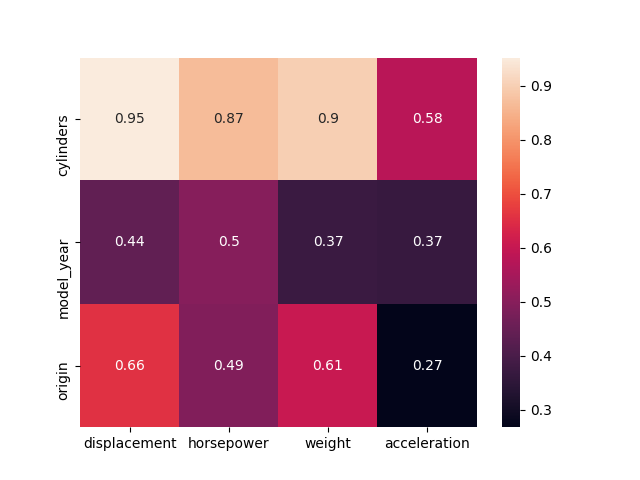 cylinders 0.95 0.87 0.9 0.58
model_year 0.44 0.5 0.37 0.37
origin 0.66 0.49 0.61 0.27
displacement horsepower weight acceleration
0.9
0.8
0.7
0.6
0.5
0.4
0.3